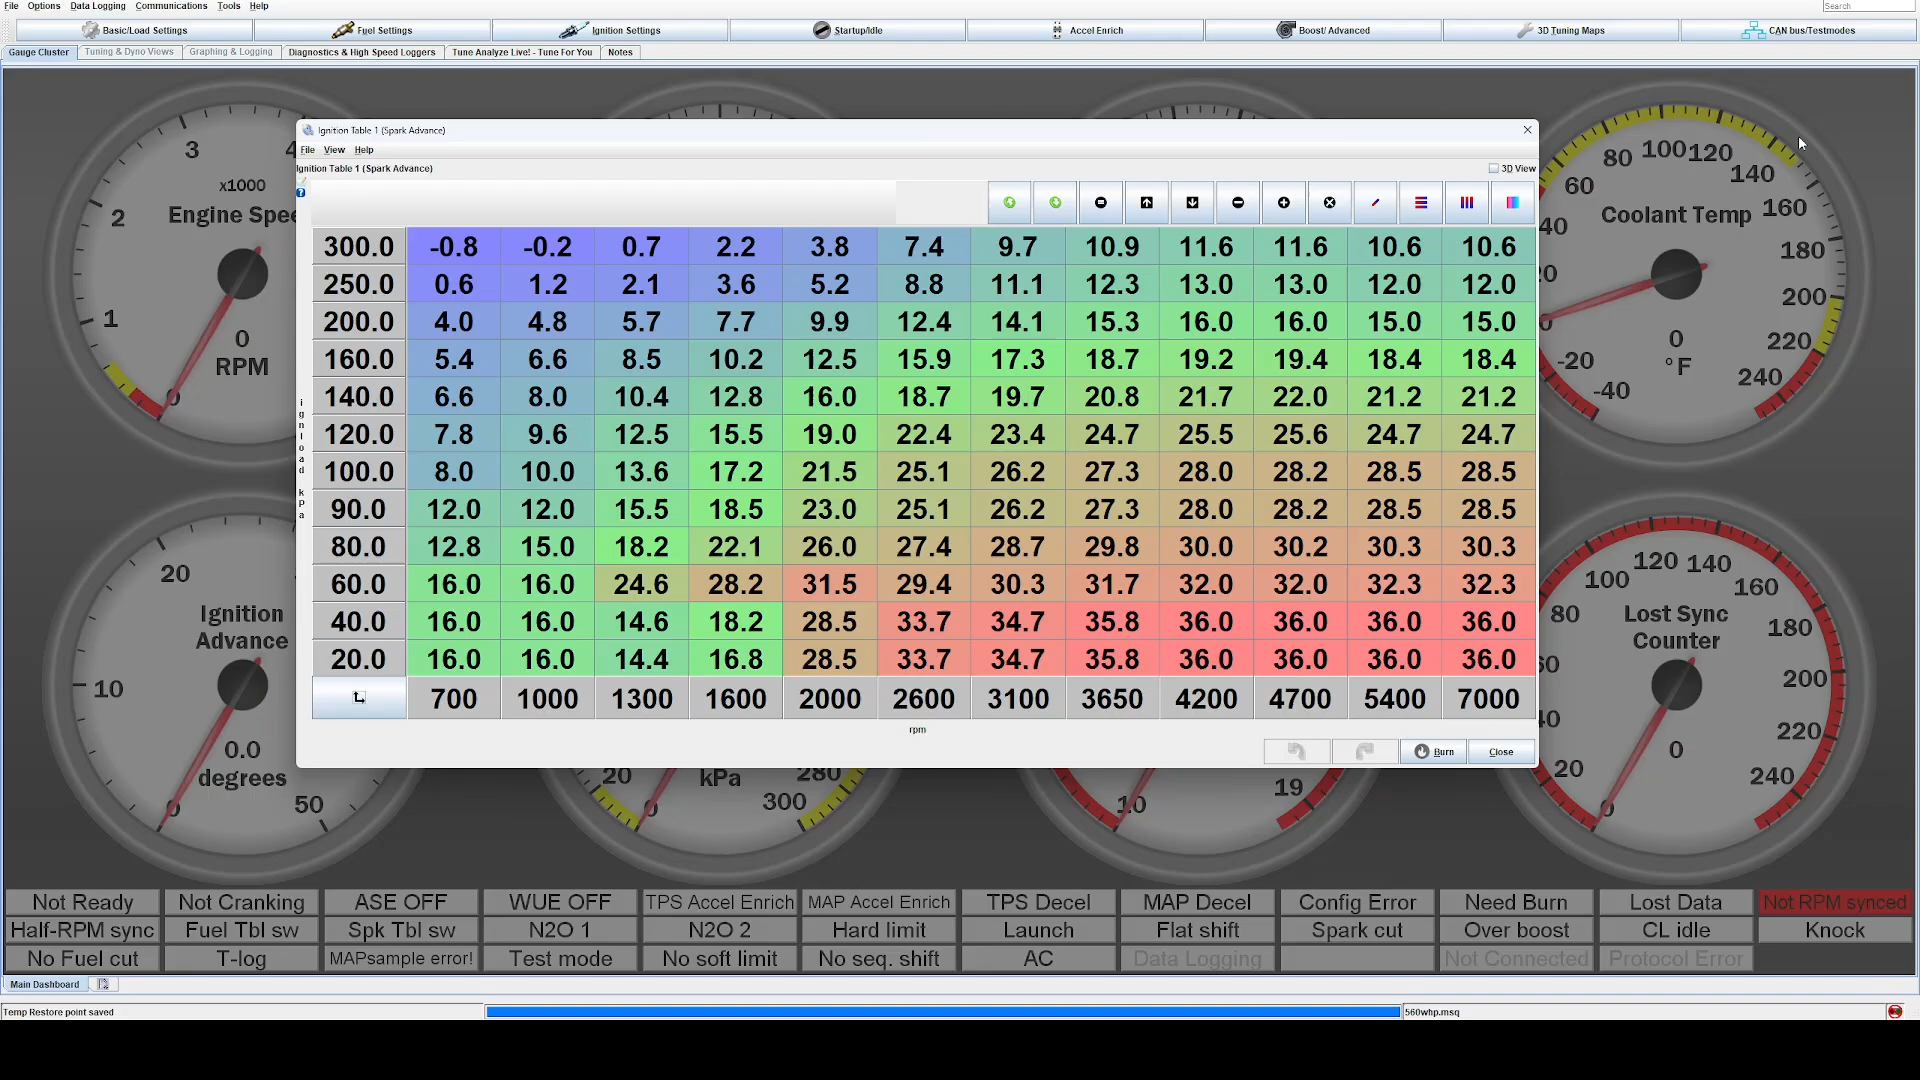 File Options Data Logging Communications Tools Help Search
Basic/Load Settings Fuel Settings Ignition Settings Startup/Idle Accel Enrich Boost/ Advanced 3D Tuning Maps CAN bus/Testmodes
Gauge Cluster Tuning & Dyno Views Graphing & Logging Diagnostics & High Speed Loggers Tune Analyze Live! - Tune For You Notes
Ignition Table 1 (Spark Advance)
File View Help
Ignition Table 1 (Spark Advance) 3D View
300.0 -0.8 -0.2 0.7 2.2 3.8 7.4 9.7 10.9 11.6 11.6 10.6 10.6
250.0 0.6 1.2 2.1 3.6 5.2 8.8 11.1 12.3 13.0 13.0 12.0 12.0
200.0 4.0 4.8 5.7 7.7 9.9 12.4 14.1 15.3 16.0 16.0 15.0 15.0
160.0 5.4 6.6 8.5 10.2 12.5 15.9 17.3 18.7 19.2 19.4 18.4 18.4
140.0 6.6 8.0 10.4 12.8 16.0 18.7 19.7 20.8 21.7 22.0 21.2 21.2
120.0 7.8 9.6 12.5 15.5 19.0 22.4 23.4 24.7 25.5 25.6 24.7 24.7
100.0 8.0 10.0 13.6 17.2 21.5 25.1 26.2 27.3 28.0 28.2 28.5 28.5
90.0 12.0 12.0 15.5 18.5 23.0 25.1 26.2 27.3 28.0 28.2 28.5 28.5
80.0 12.8 15.0 18.2 22.1 26.0 27.4 28.7 29.8 30.0 30.2 30.3 30.3
60.0 16.0 16.0 24.6 28.2 31.5 29.4 30.3 31.7 32.0 32.0 32.3 32.3
40.0 16.0 16.0 14.6 18.2 28.5 33.7 34.7 35.8 36.0 36.0 36.0 36.0
20.0 16.0 16.0 14.4 16.8 28.5 33.7 34.7 35.8 36.0 36.0 36.0 36.0
700 1000 1300 1600 2000 2600 3100 3650 4200 4700 5400 7000
ignload kpa
rpm
Burn Close
0 1 2 3 4
x1000
Engine Spee
0
RPM
-40 -20 0 20 40 60 80 100 120 140 160 180 200 220 240
Coolant Temp
0
°F
0 10 20 50
Ignition
Advance
0.0
degrees
0 20 280 300
kPa
10 19
0 20 40 60 80 100 120 140 160 180 200 220 240
Lost Sync
Counter
0
Not Ready Not Cranking ASE OFF WUE OFF TPS Accel Enrich MAP Accel Enrich TPS Decel MAP Decel Config Error Need Burn Lost Data Not RPM synced
Half-RPM sync Fuel Tbl sw Spk Tbl sw N2O 1 N2O 2 Hard limit Launch Flat shift Spark cut Over boost CL idle Knock
No Fuel cut T-log MAPsample error! Test mode No soft limit No seq. shift AC Data Logging Not Connected Protocol Error
Main Dashboard
Temp Restore point saved 560whp.msq